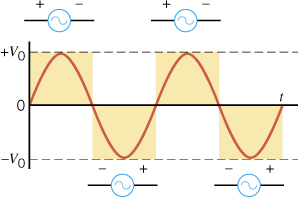 + − + −
+V0
0 t
−V0
− + − +